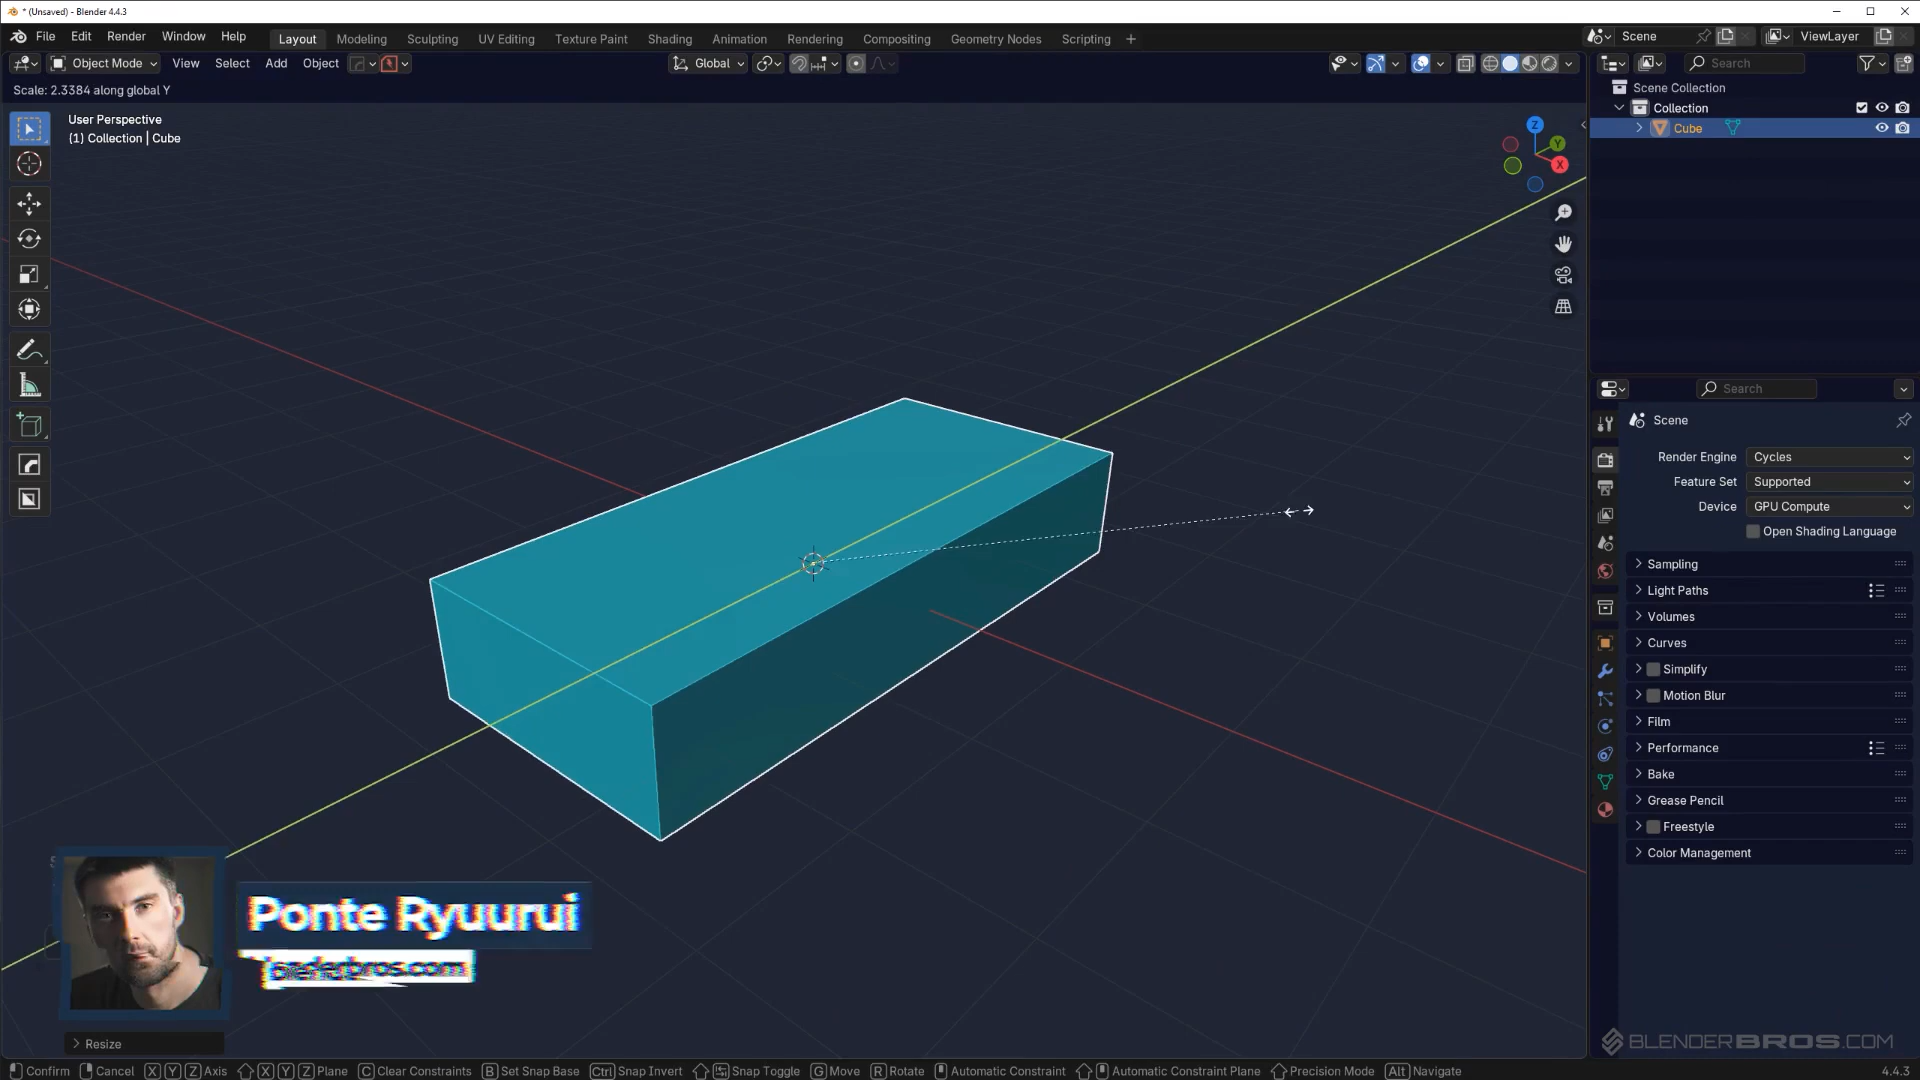 * (Unsaved) - Blender 4.4.3
File Edit Render Window Help Layout Modeling Sculpting UV Editing Texture Paint Shading Animation Rendering Compositing Geometry Nodes Scripting + Scene ViewLayer
Object Mode View Select Add Object Global Search
Scale: 2.3384 along global Y
Scene Collection
Collection
Cube
User Perspective
(1) Collection | Cube
Z
Y
X
Search
Scene
Render Engine Cycles
Feature Set Supported
Device GPU Compute
Open Shading Language
Sampling
Light Paths
Volumes
Curves
Simplify
Motion Blur
Film
Performance
Bake
Grease Pencil
Freestyle
Color Management
Ponte Ryuurui
blenderbros.com
Resize
BLENDERBROS.COM
Confirm Cancel X Y Z Axis X Y Z Plane C Clear Constraints B Set Snap Base Ctrl Snap Invert Snap Toggle G Move R Rotate Automatic Constraint Automatic Constraint Plane Precision Mode Alt Navigate 4.4.3